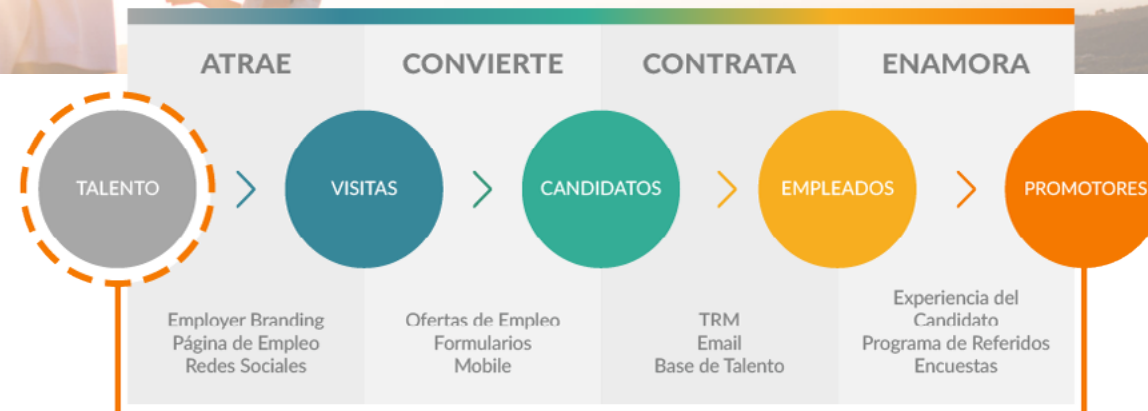 ATRAE
CONVIERTE
CONTRATA
ENAMORA
TALENTO
VISITAS
CANDIDATOS
EMPLEADOS
PROMOTORES
Employer Branding
Página de Empleo
Redes Sociales
Ofertas de Empleo
Formularios
Mobile
TRM
Email
Base de Talento
Experiencia del
Candidato
Programa de Referidos
Encuestas